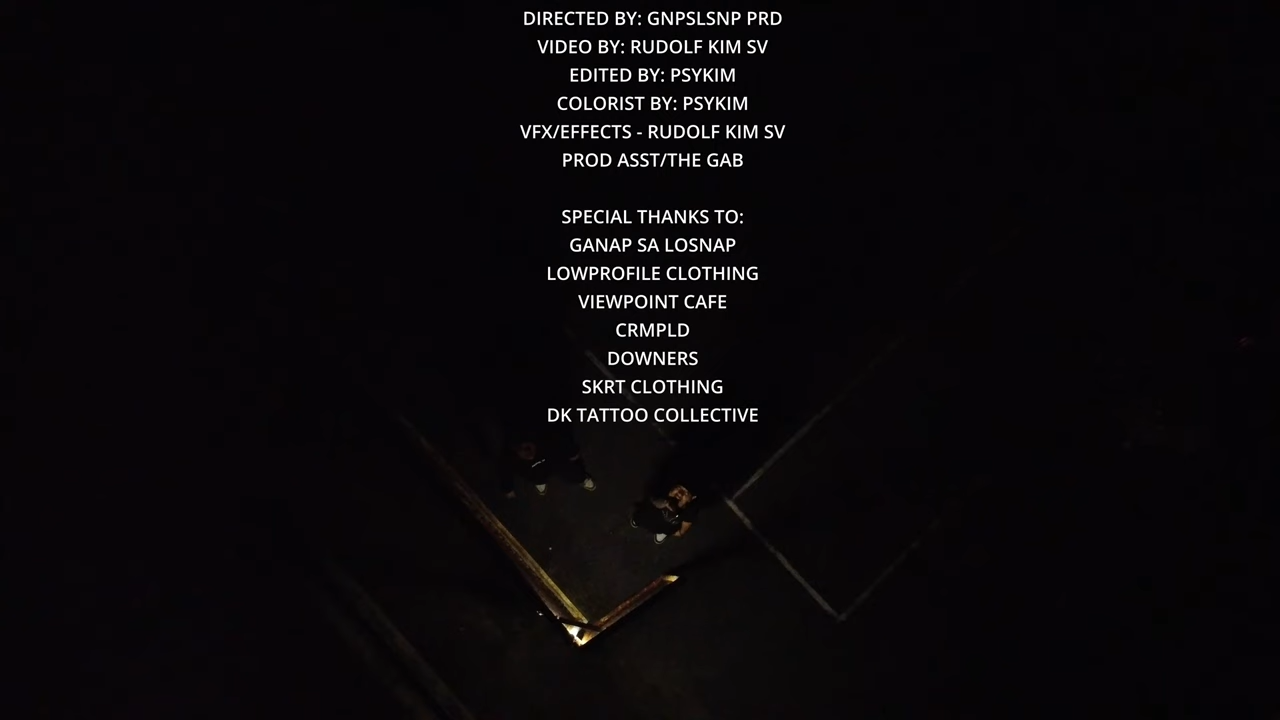 DIRECTED BY: GNPSLSNP PRD
VIDEO BY: RUDOLF KIM SV
EDITED BY: PSYKIM
COLORIST BY: PSYKIM
VFX/EFFECTS - RUDOLF KIM SV
PROD ASST/THE GAB
SPECIAL THANKS TO:
GANAP SA LOSNAP
LOWPROFILE CLOTHING
VIEWPOINT CAFE
CRMPLD
DOWNERS
SKRT CLOTHING
DK TATTOO COLLECTIVE